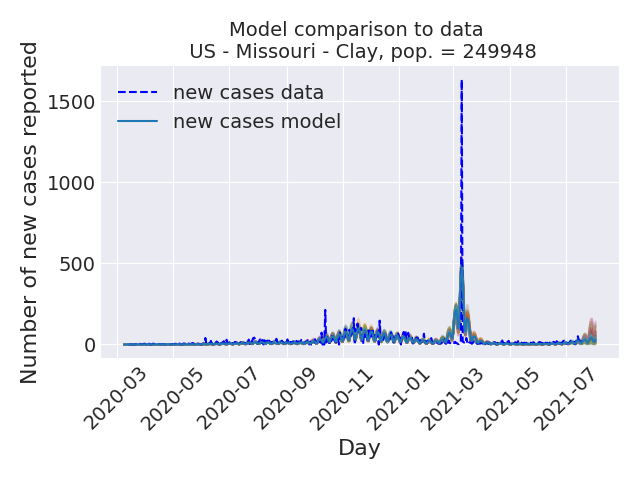 Model comparison to data
US - Missouri - Clay, pop. = 249948
Number of new cases reported
1500
1000
500
0
new cases data
new cases model
2020-03
2020-05
2020-07
2020-09
2020-11
2021-01
2021-03
2021-05
2021-07
Day